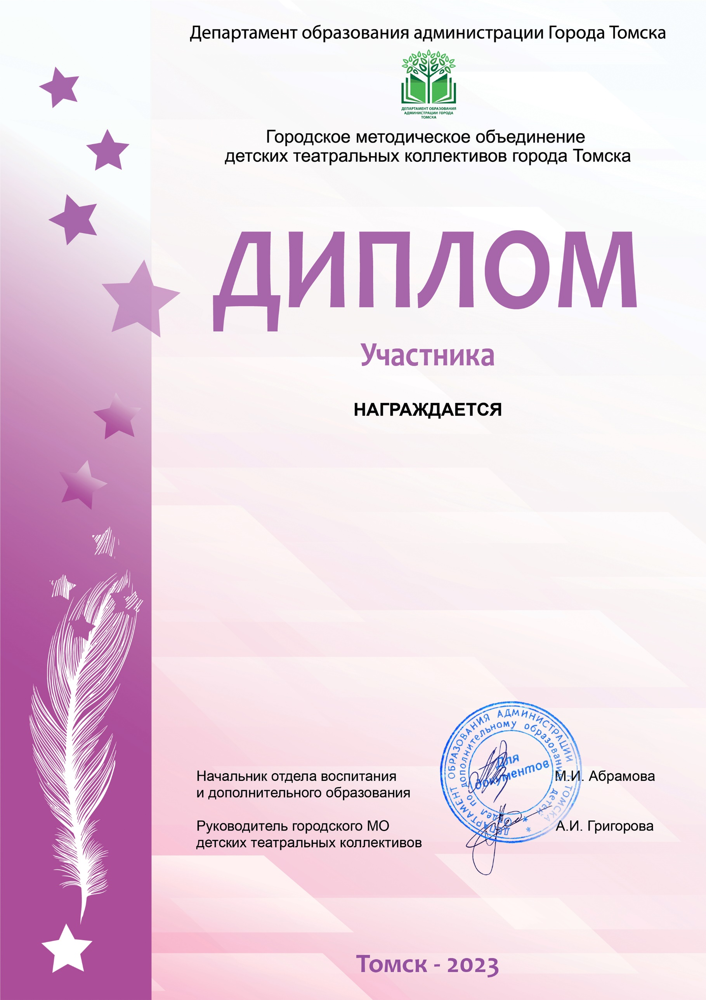 Департамент образования администрации Города Томска
ДЕПАРТАМЕНТ ОБРАЗОВАНИЯ
АДМИНИСТРАЦИИ ГОРОДА
ТОМСКА
Городское методическое объединение
детских театральных коллективов города Томска
ДИПЛОМ
Участника
НАГРАЖДАЕТСЯ
ДЕПАРТАМЕНТ ОБРАЗОВАНИЯ АДМИНИСТРАЦИИ Г. ТОМСКА
Отдел по дополнительному образованию детей
Для
документов
Начальник отдела воспитания
и дополнительного образования
М.И. Абрамова
Руководитель городского МО
детских театральных коллективов
А.И. Григорова
Томск - 2023